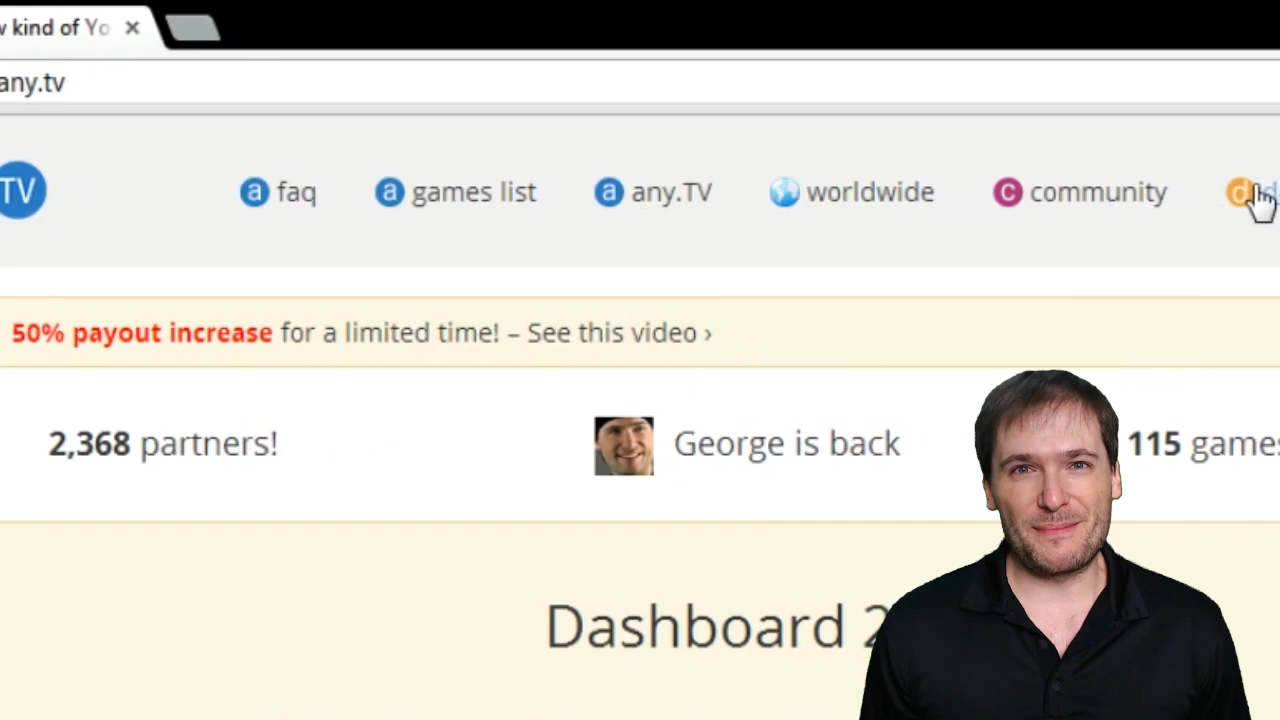 w kind of Yo
any.tv
TV
a faq
a games list
a any.TV
worldwide
c community
d
50% payout increase for a limited time! – See this video ›
2,368 partners!
George is back
115 games
Dashboard 2